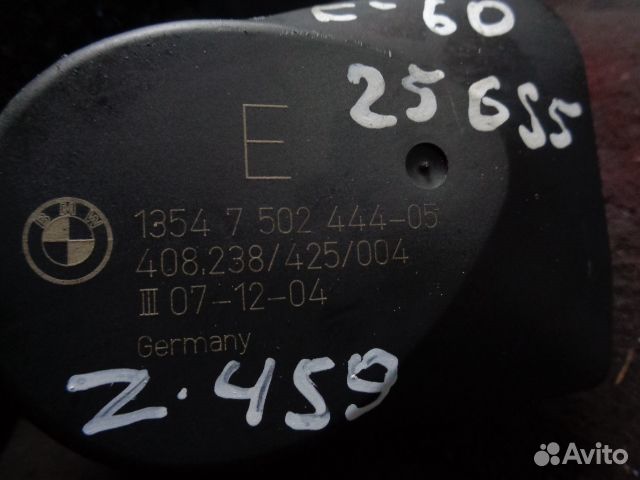 E-60
25 6S5
E
BMW
1354 7 502 444-05
408.238/425/004
III 07-12-04
Germany
Z.459
Avito